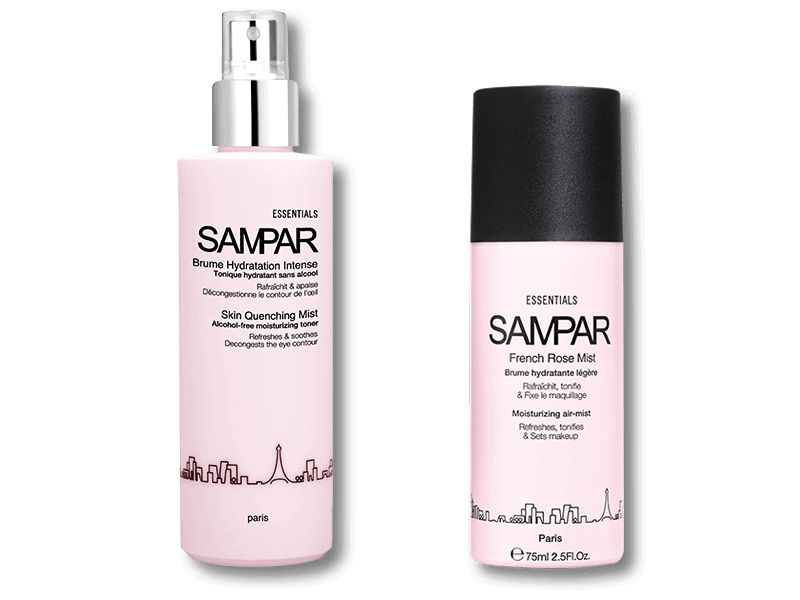 ESSENTIALS
SAMPAR
Brume Hydratation Intense
Tonique hydratant sans alcool
Rafraîchit & apaise
Décongestionne le contour de l'œil
Skin Quenching Mist
Alcohol-free moisturizing toner
Refreshes & soothes
Decongests the eye contour
paris
ESSENTIALS
SAMPAR
French Rose Mist
Brume hydratante légère
Rafraîchit, tonifie
& Fixe le maquillage
Moisturizing air-mist
Refreshes, tonifies
& Sets makeup
Paris
℮75ml 2.5Fl.Oz.